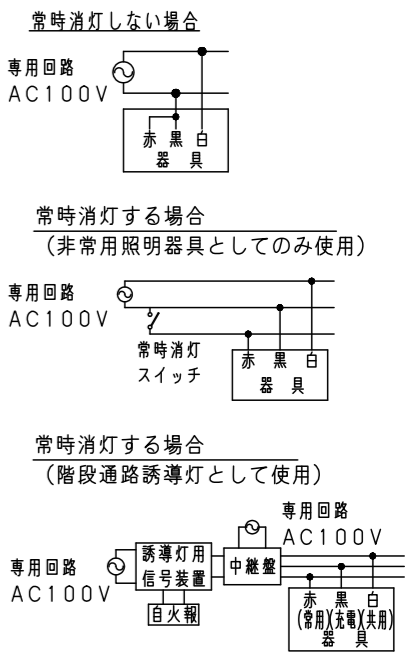 常時消灯しない場合
専用回路
AC100V
赤 黒 白
器 具
常時消灯する場合
（非常用照明器具としてのみ使用）
専用回路
AC100V
常時消灯
スイッチ
赤 黒 白
器 具
常時消灯する場合
（階段通路誘導灯として使用）
専用回路
AC100V
専用回路
AC100V
誘導灯用
信号装置
中継盤
自火報
赤 黒 白
(常用)(充電)(共用)
器 具